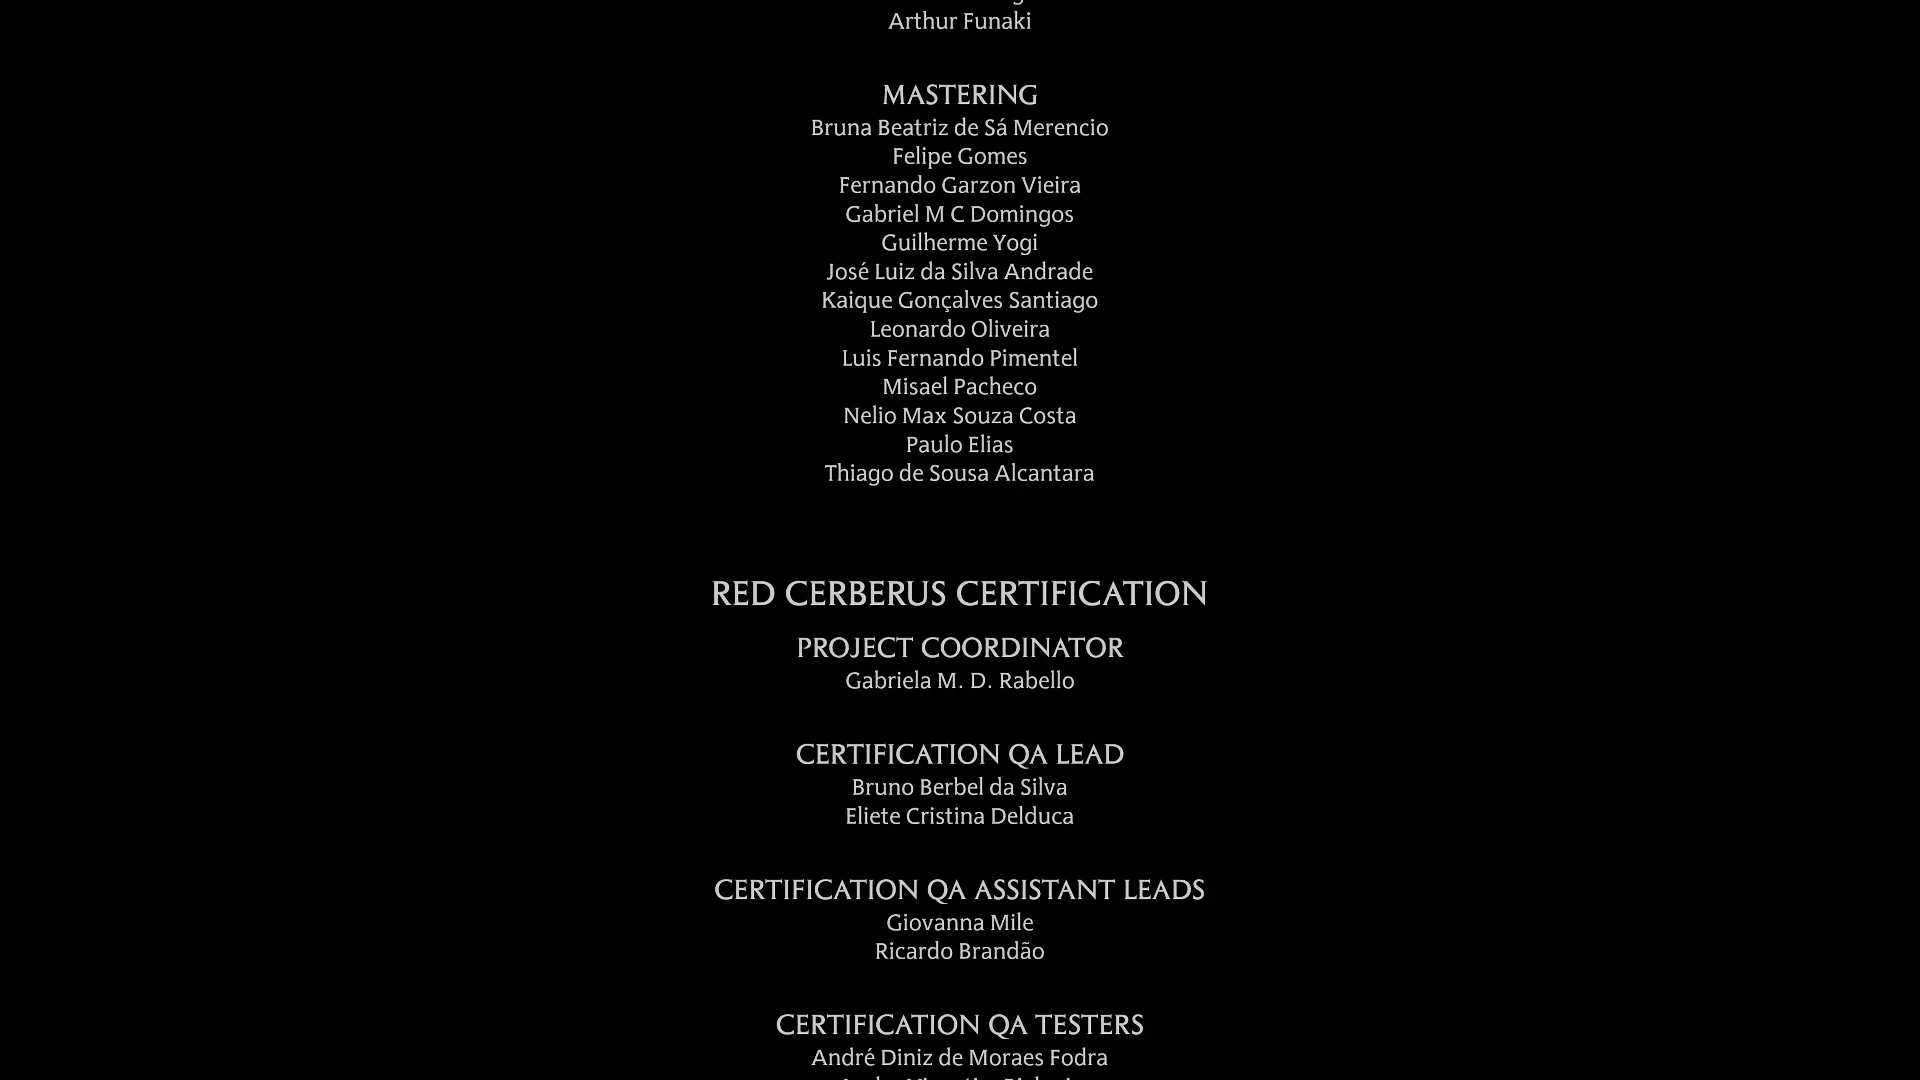 Arthur Funaki
MASTERING
Bruna Beatriz de Sá Merencio
Felipe Gomes
Fernando Garzon Vieira
Gabriel M C Domingos
Guilherme Yogi
José Luiz da Silva Andrade
Kaique Gonçalves Santiago
Leonardo Oliveira
Luis Fernando Pimentel
Misael Pacheco
Nelio Max Souza Costa
Paulo Elias
Thiago de Sousa Alcantara
RED CERBERUS CERTIFICATION
PROJECT COORDINATOR
Gabriela M. D. Rabello
CERTIFICATION QA LEAD
Bruno Berbel da Silva
Eliete Cristina Delduca
CERTIFICATION QA ASSISTANT LEADS
Giovanna Mile
Ricardo Brandão
CERTIFICATION QA TESTERS
André Diniz de Moraes Fodra